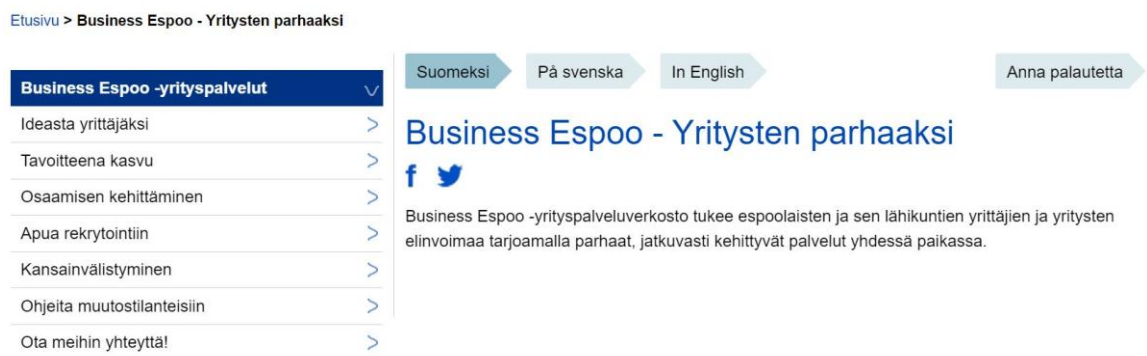 Etusivu > Business Espoo - Yritysten parhaaksi
Business Espoo -yrityspalvelut
Ideasta yrittäjäksi
Tavoitteena kasvu
Osaamisen kehittäminen
Apua rekrytointiin
Kansainvälistyminen
Ohjeita muutostilanteisiin
Ota meihin yhteyttä!
Suomeksi På svenska In English Anna palautetta
Business Espoo - Yritysten parhaaksi
Business Espoo -yrityspalveluverkosto tukee espoolaisten ja sen lähikuntien yrittäjien ja yritysten
elinvoimaa tarjoamalla parhaat, jatkuvasti kehittyvät palvelut yhdessä paikassa.